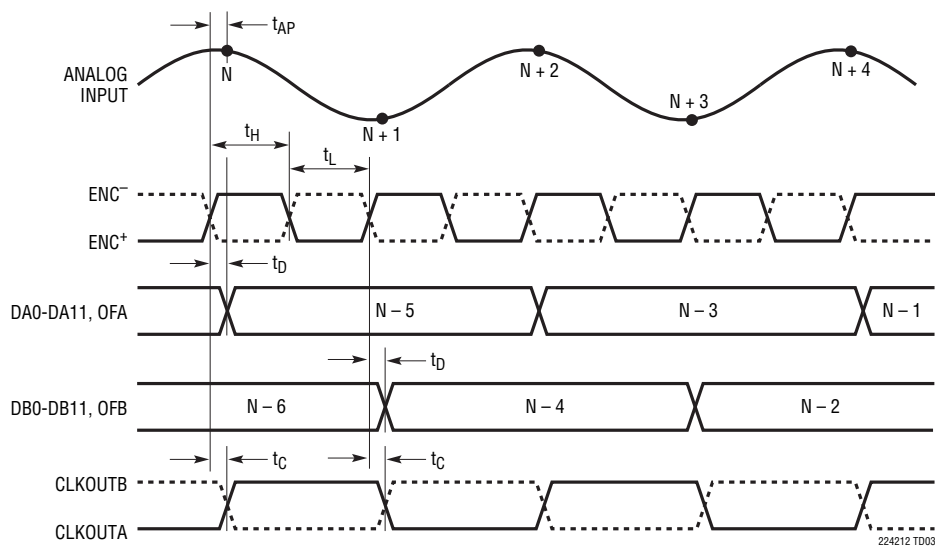 tAP
ANALOG
INPUT
N
N + 1
N + 2
N + 3
N + 4
tH
tL
ENC–
ENC+
tD
DA0-DA11, OFA
N – 5
N – 3
N – 1
tD
DB0-DB11, OFB
N – 6
N – 4
N – 2
tC
tC
CLKOUTB
CLKOUTA
224212 TD03